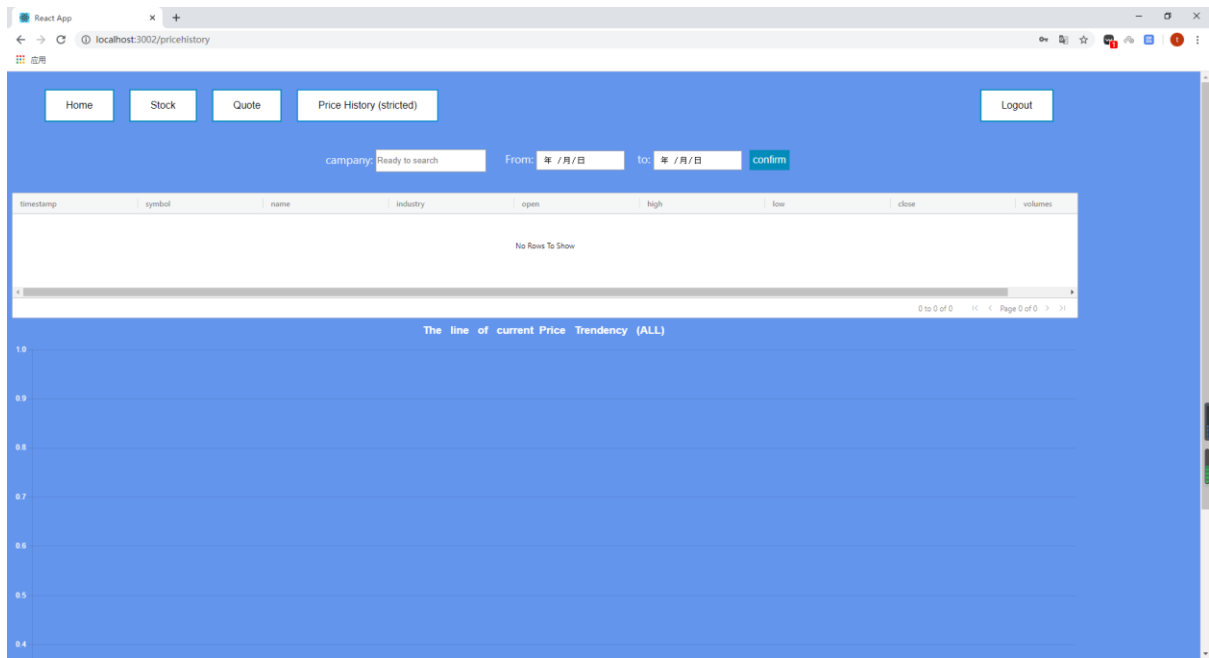 React App
localhost:3002/pricehistory
应用
Home Stock Quote Price History (stricted) Logout
campany: Ready to search From: 年 /月/日 to: 年 /月/日 confirm
timestamp symbol name industry open high low close volumes
No Rows To Show
0 to 0 of 0 Page 0 of 0
The line of current Price Trendency (ALL)
1.0
0.9
0.8
0.7
0.6
0.5
0.4